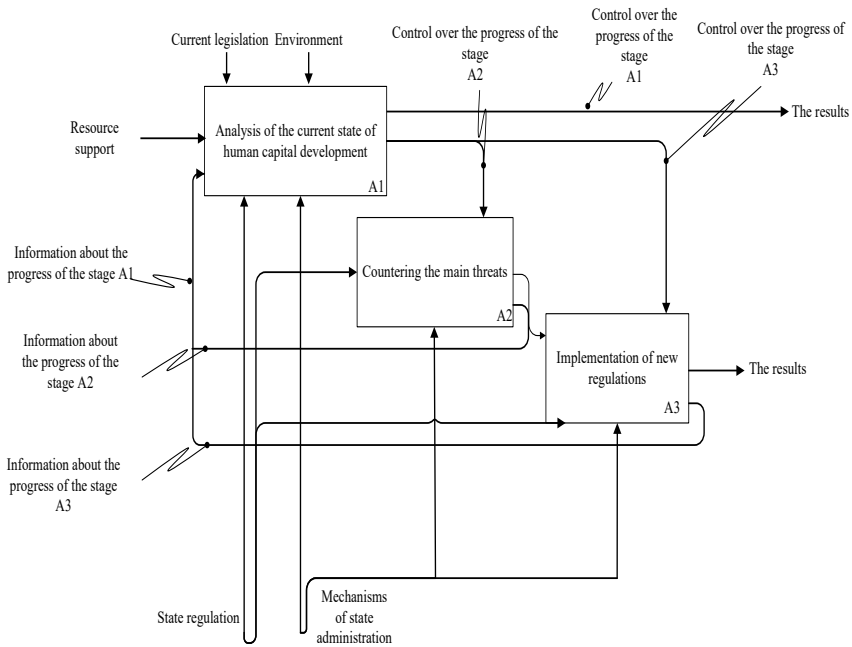 Current legislation
Environment
Control over the progress of the
stage
A2
Control over the
progress of the
stage
A1
Control over the progress of
the stage
A3
Resource
support
Analysis of the current state of
human capital development
A1
The results
Information about the
progress of the stage A1
Countering the main threats
A2
Information about
the progress of the
stage A2
Implementation of new
regulations
A3
The results
Information about the
progress of the stage
A3
State regulation
Mechanisms
of state
administration